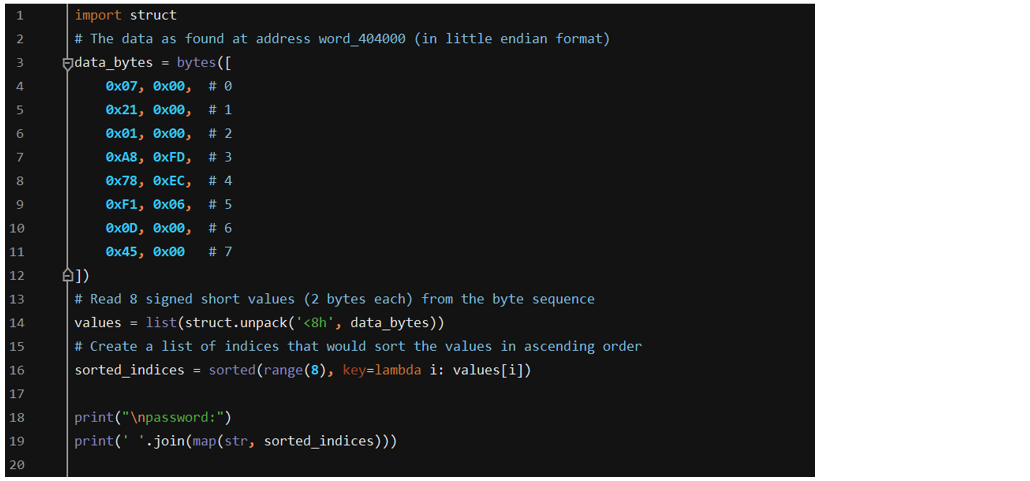 1 import struct
2 # The data as found at address word_404000 (in little endian format)
3 data_bytes = bytes([
4 0x07, 0x00, # 0
5 0x21, 0x00, # 1
6 0x01, 0x00, # 2
7 0xA8, 0xFD, # 3
8 0x78, 0xEC, # 4
9 0xF1, 0x06, # 5
10 0x0D, 0x00, # 6
11 0x45, 0x00 # 7
12 ])
13 # Read 8 signed short values (2 bytes each) from the byte sequence
14 values = list(struct.unpack('<8h', data_bytes))
15 # Create a list of indices that would sort the values in ascending order
16 sorted_indices = sorted(range(8), key=lambda i: values[i])
17
18 print("\npassword:")
19 print(' '.join(map(str, sorted_indices)))
20